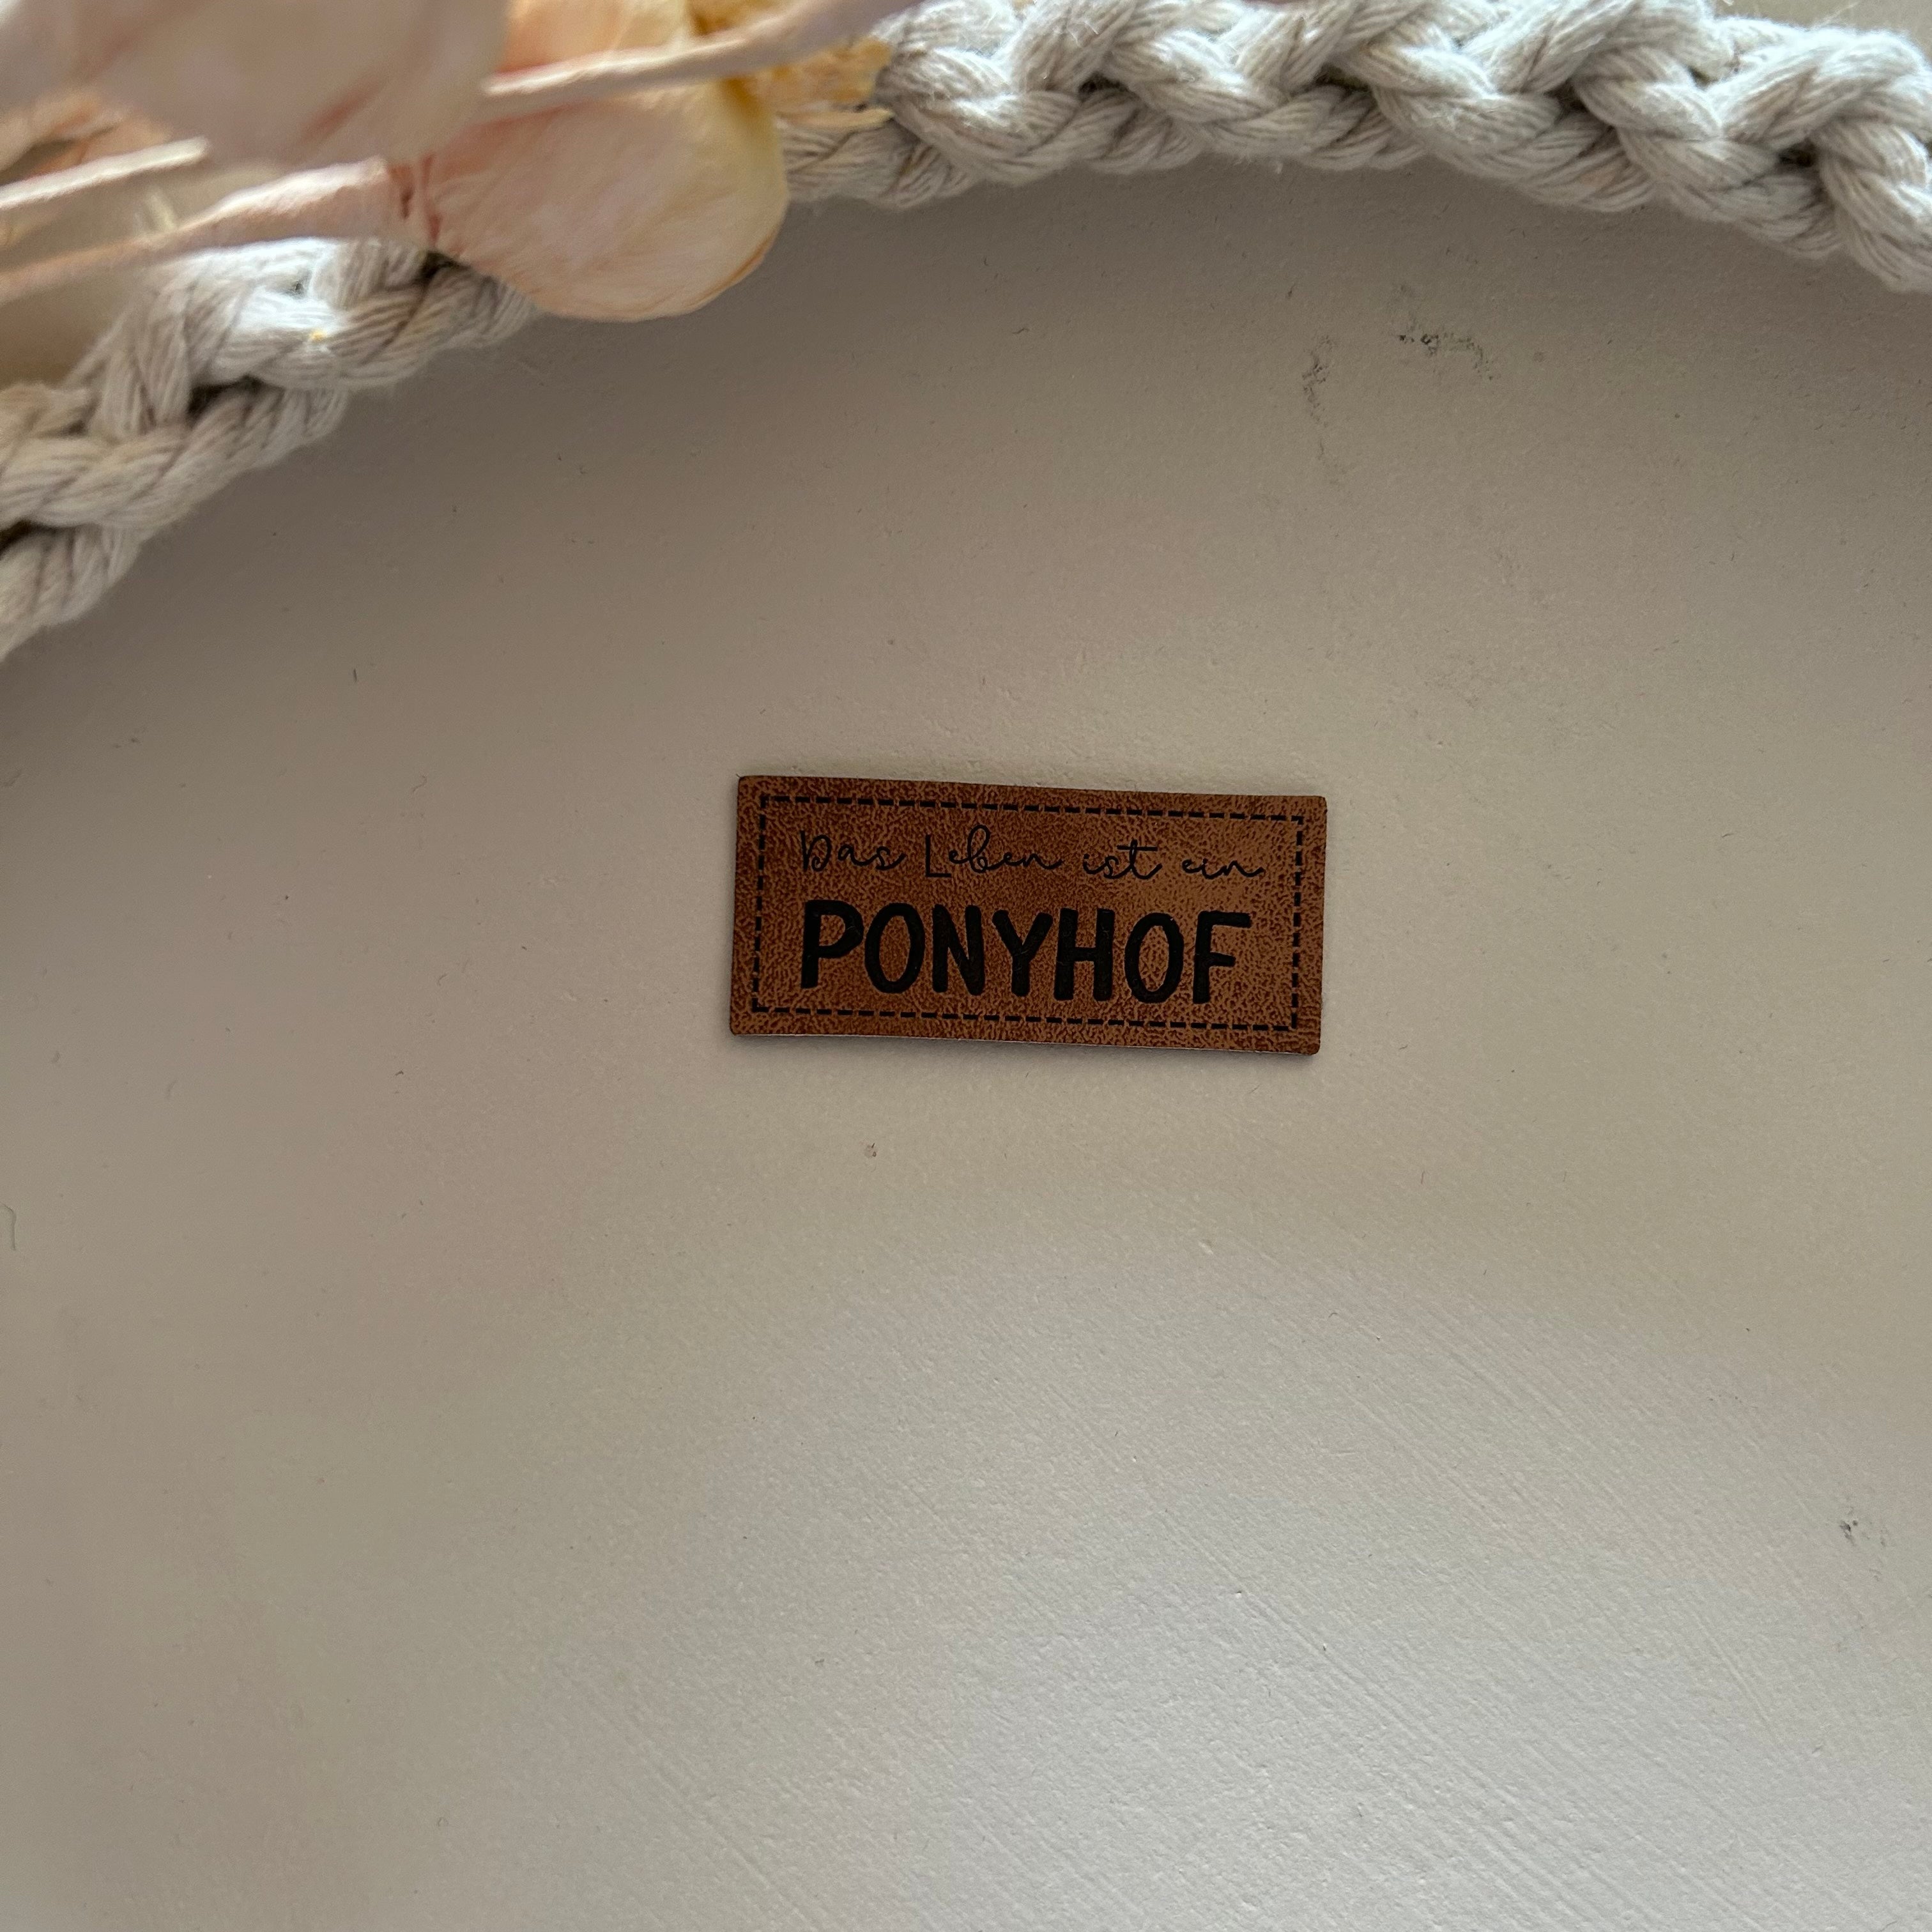 Das Leben ist ein
PONYHOF